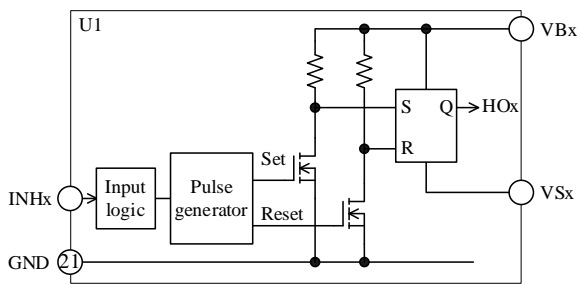 U1
VBx
S
Q
HOx
R
Set
Input
logic
Pulse
generator
INHx
VSx
Reset
GND
21